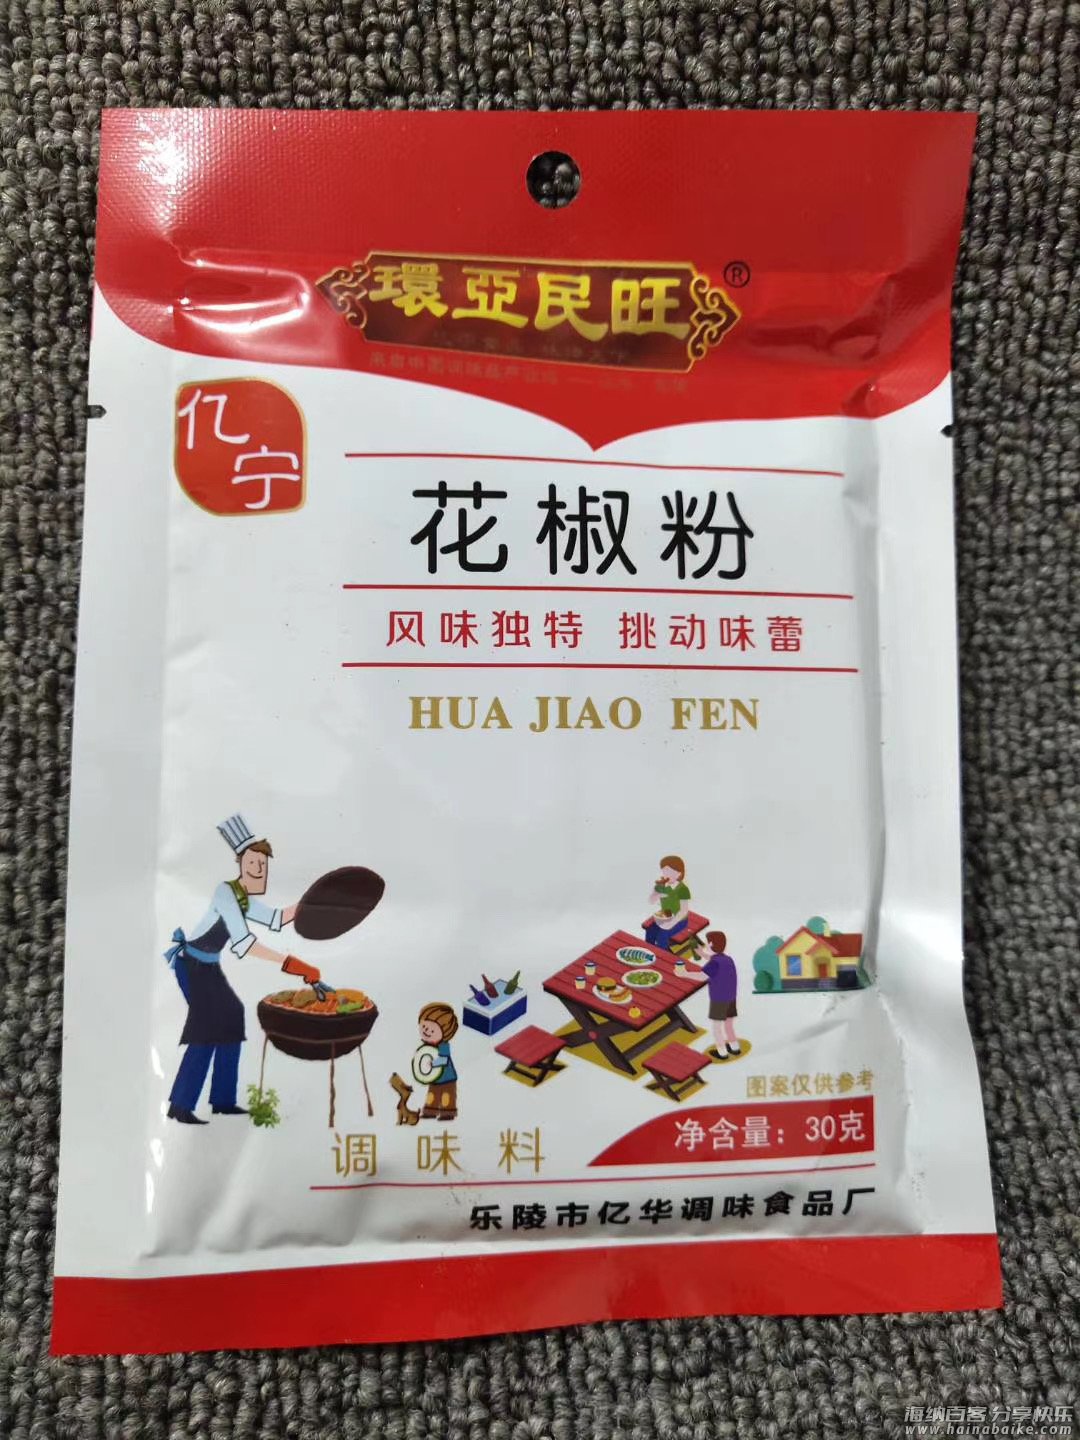 環亞民旺®
亿宁
花椒粉
风味独特 挑动味蕾
HUA JIAO FEN
图案仅供参考
净含量：30克
调味料
乐陵市亿华调味食品厂
海纳百客 分享快乐
www.hainabaike.com